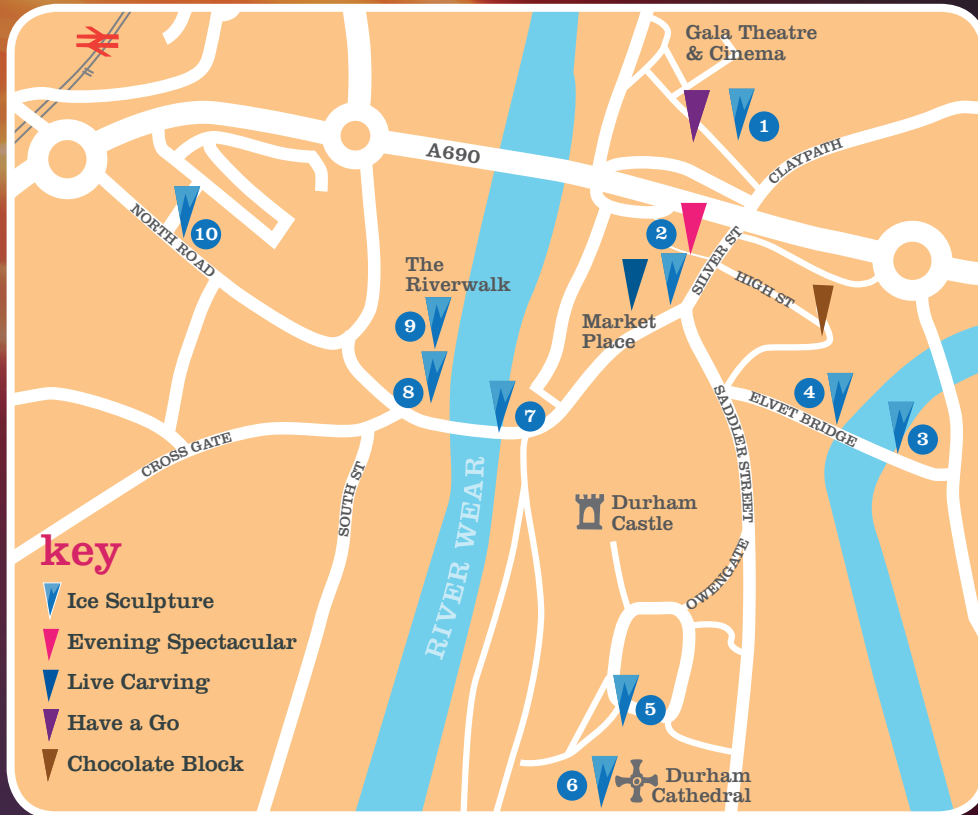 Gala Theatre
& Cinema
1
A690
CLAYPATH
NORTH ROAD
10
2
SILVER ST
HIGH ST
The
Riverwalk
9
Market
Place
8
7
SADDLER STREET
4
ELVET BRIDGE
3
CROSS GATE
SOUTH ST
RIVER WEAR
Durham
Castle
OWENGATE
5
6
Durham
Cathedral
key
Ice Sculpture
Evening Spectacular
Live Carving
Have a Go
Chocolate Block